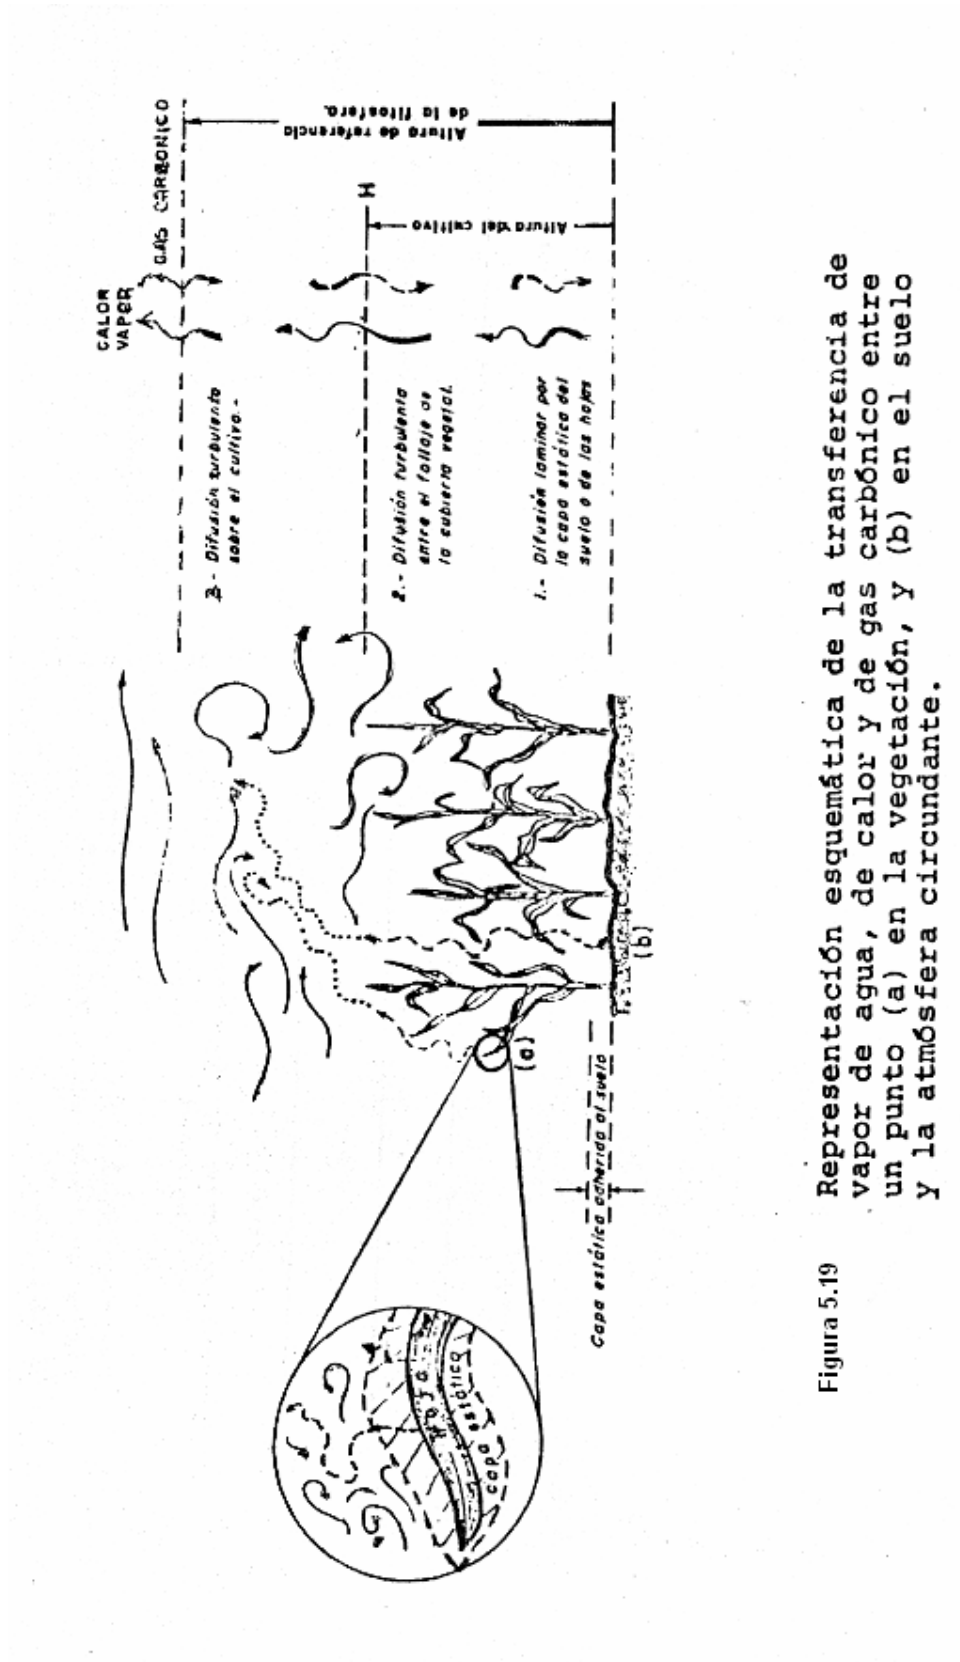 CALOR
VAPOR
GAS CARBONICO
3- Difusión turbulenta
sobre el cultivo.-
Altura de referencia
de la fitosfera.
H
2.- Difusión turbulenta
entre el follaje de
la cubierta vegetal.
Altura del cultivo
1.- Difusión laminar por
la capa estática del
suelo o de las hojas
Hoja
capa estática
(a)
(b)
Capa estática adherida al suelo
Figura 5.19 Representación esquemática de la transferencia de
vapor de agua, de calor y de gas carbónico entre
un punto (a) en la vegetación, y (b) en el suelo
y la atmósfera circundante.